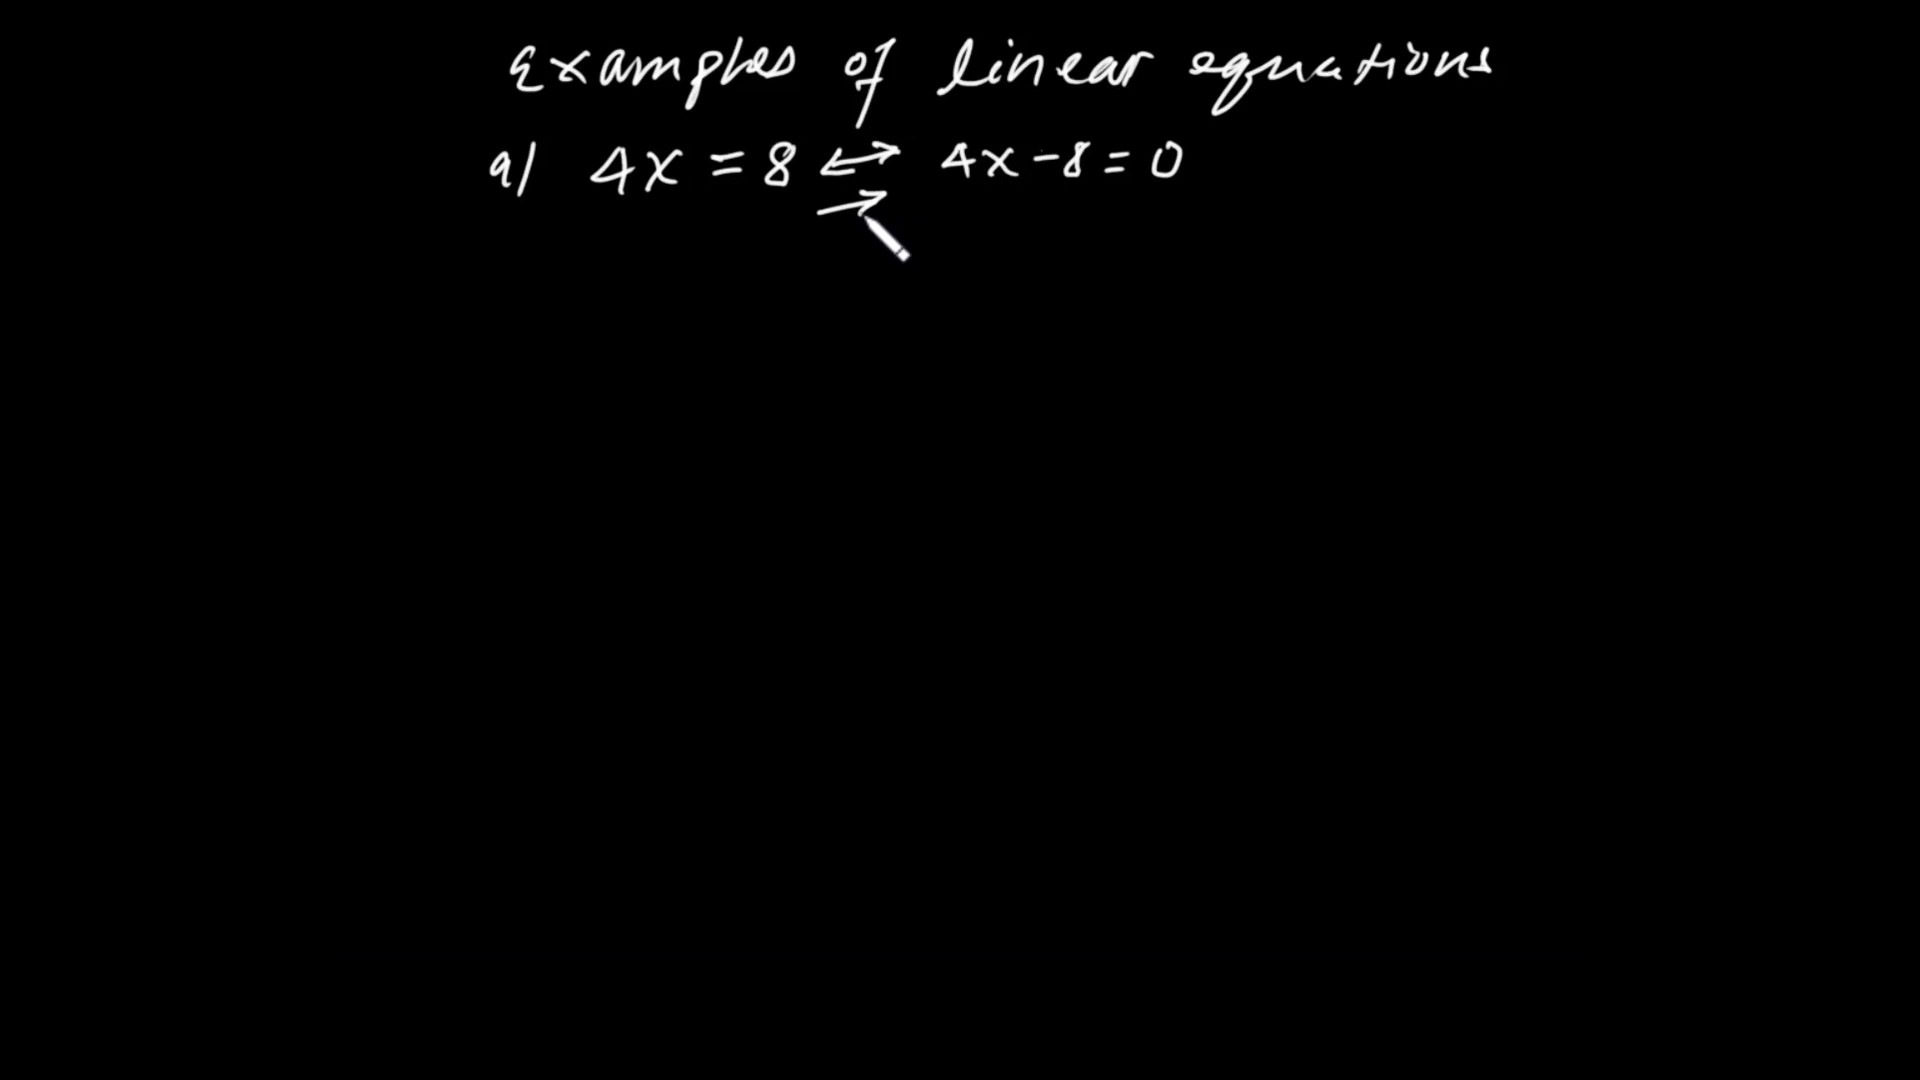 Examples of linear equations
a) 4x = 8 ↔ 4x - 8 = 0
→